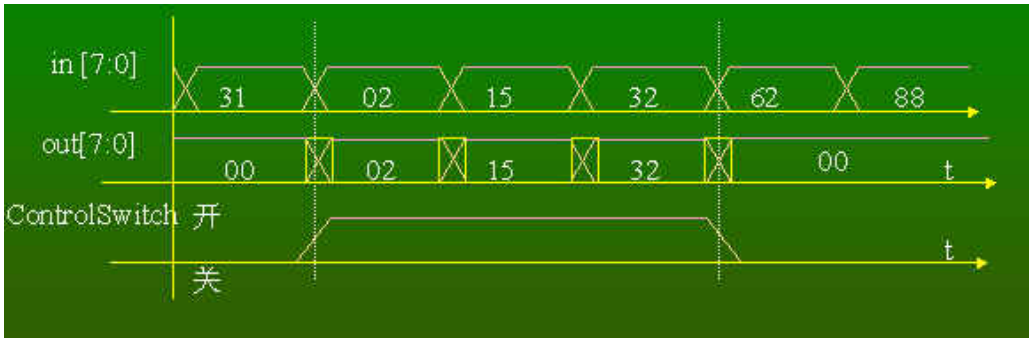 in [7:0]
31 02 15 32 62 88
out[7:0]
00 02 15 32 00 t
ControlSwitch 开
t
关